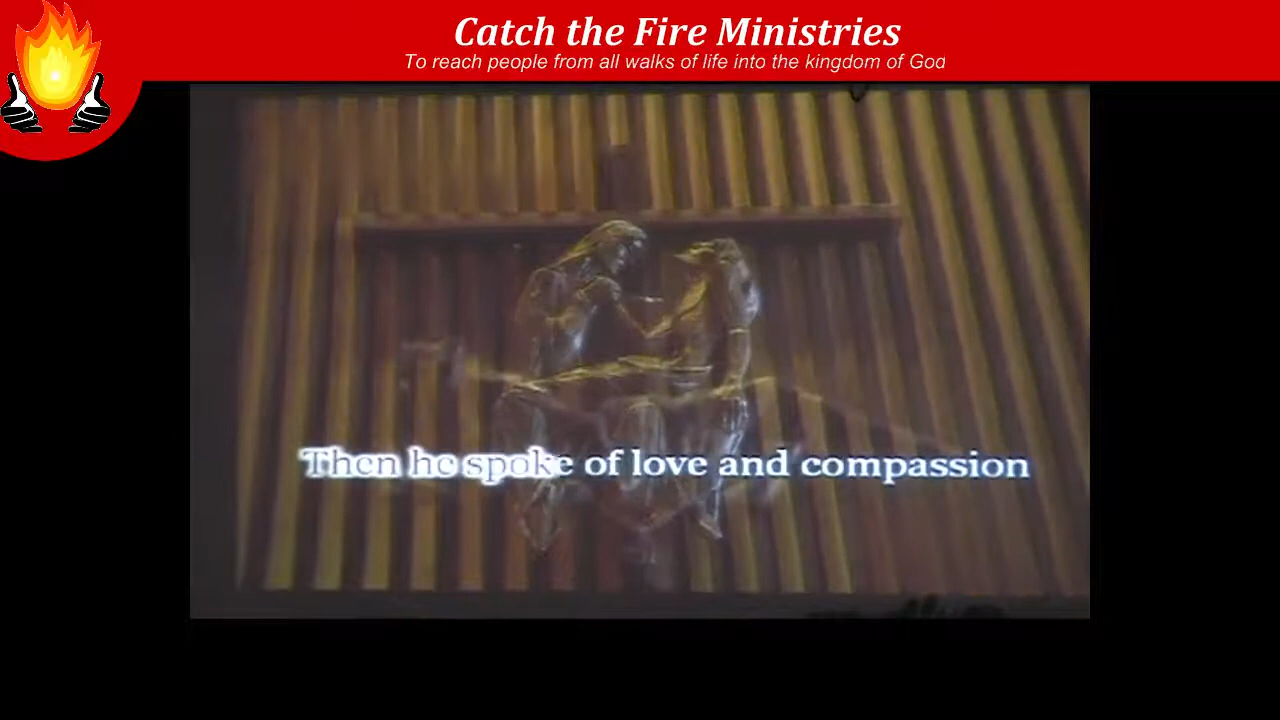 Catch the Fire Ministries
To reach people from all walks of life into the kingdom of God
Then he spoke of love and compassion